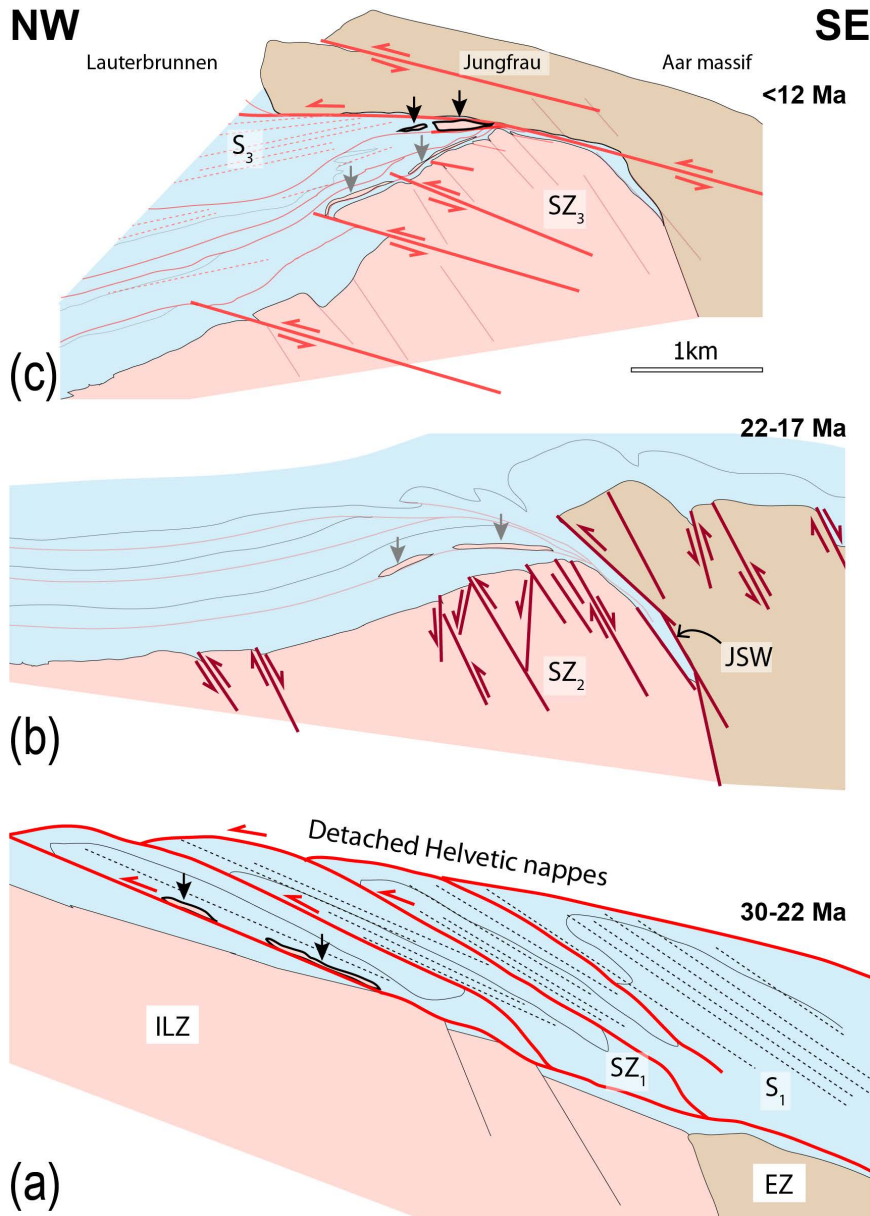 NW
SE
Lauterbrunnen
Jungfrau
Aar massif
<12 Ma
S3
SZ3
1km
(c)
22-17 Ma
JSW
SZ2
(b)
Detached Helvetic nappes
30-22 Ma
ILZ
SZ1
S1
EZ
(a)